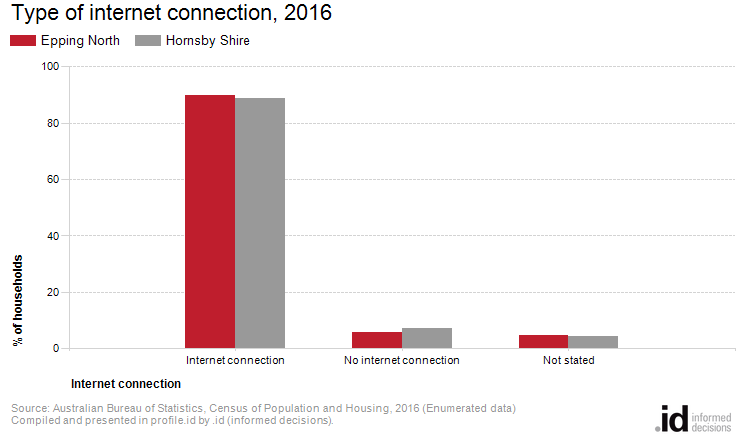 Type of internet connection, 2016
Epping North Hornsby Shire
100
80
60
40
20
0
% of households
Internet connection No internet connection Not stated
Internet connection
Source: Australian Bureau of Statistics, Census of Population and Housing, 2016 (Enumerated data)
Compiled and presented in profile.id by .id (informed decisions).
.id informed
decisions